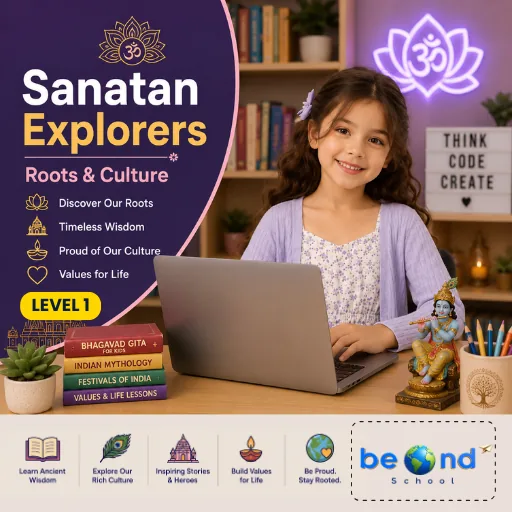 ॐ
Sanatan
Explorers
Roots & Culture
Discover Our Roots
Timeless Wisdom
Proud of Our Culture
Values for Life
LEVEL 1
ॐ
THINK
CODE
CREATE
BHAGAVAD GITA
FOR KIDS
INDIAN MYTHOLOGY
FESTIVALS OF INDIA
VALUES & LIFE LESSONS
Learn Ancient
Wisdom
Explore Our
Rich Culture
Inspiring Stories
& Heroes
Build Values
for Life
Be Proud.
Stay Rooted.
beyond
School